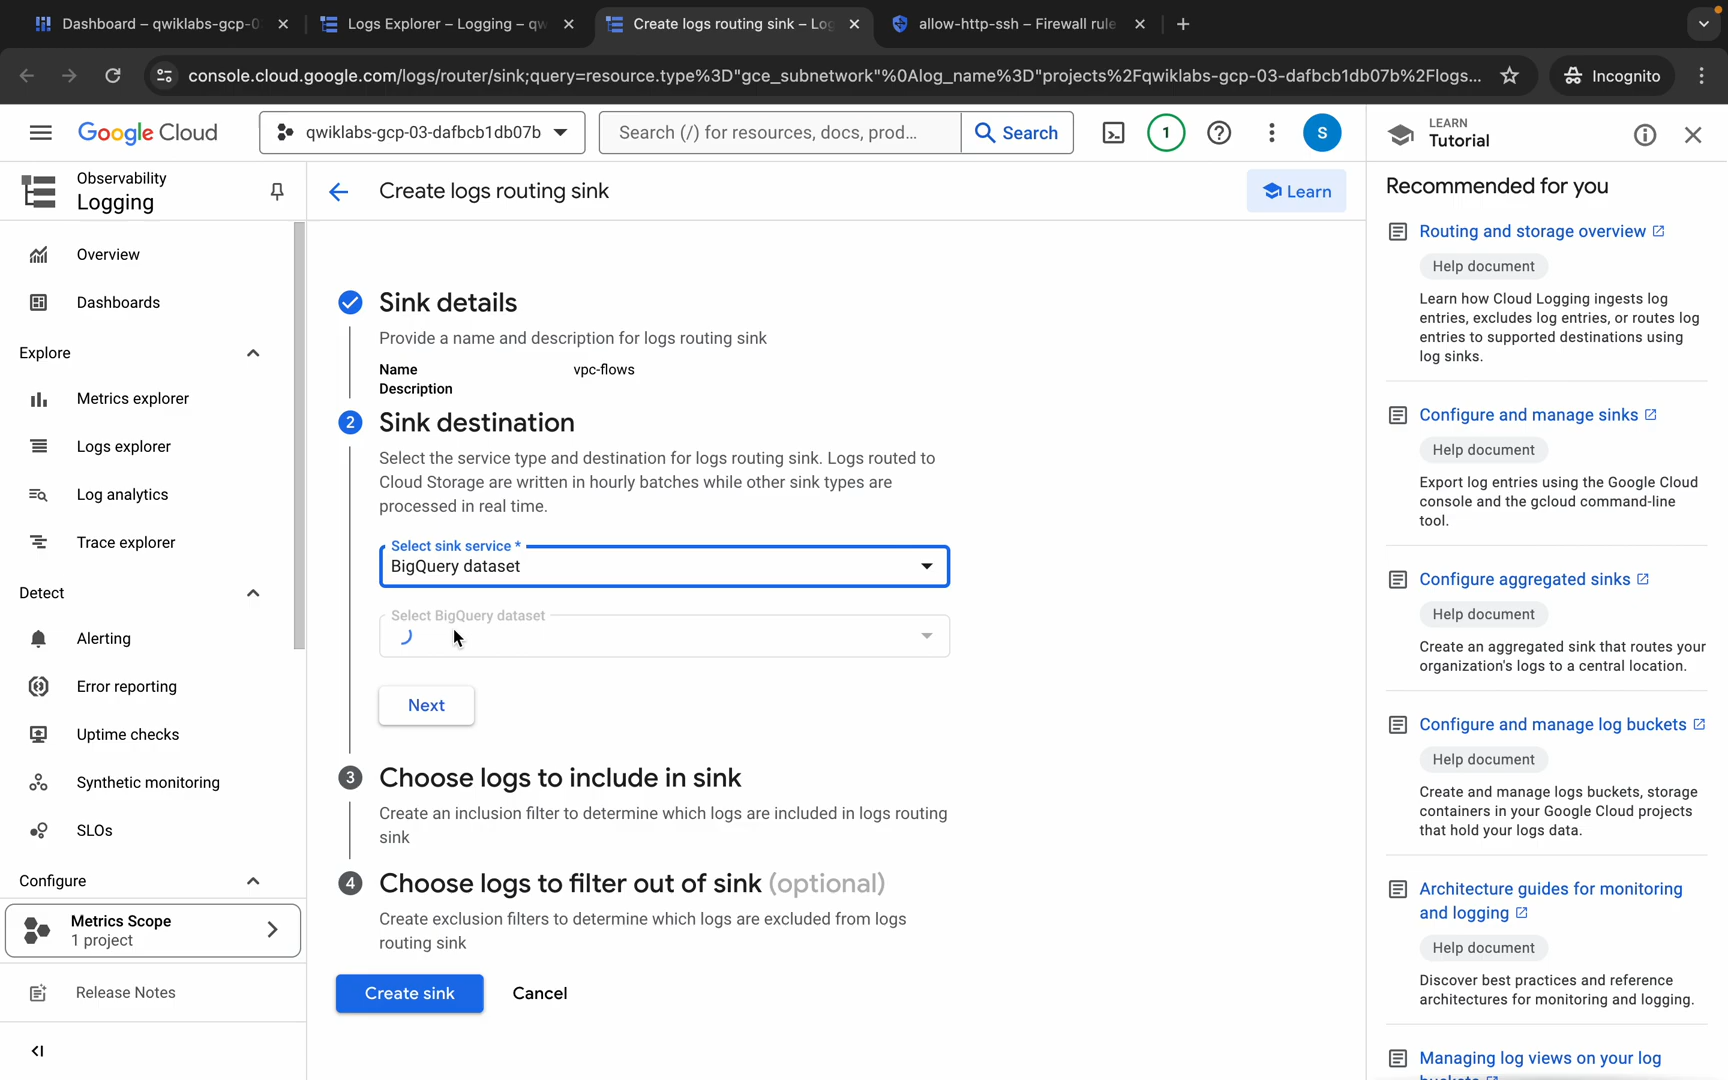 Dashboard – qwiklabs-gcp-0
Logs Explorer – Logging – qw
Create logs routing sink – Log
allow-http-ssh – Firewall rule
console.cloud.google.com/logs/router/sink;query=resource.type%3D"gce_subnetwork"%0Alog_name%3D"projects%2Fqwiklabs-gcp-03-dafbcb1db07b%2Flogs...
Incognito
Google Cloud
qwiklabs-gcp-03-dafbcb1db07b
Search (/) for resources, docs, prod...
Search
1
S
LEARN
Tutorial
Observability
Logging
Overview
Dashboards
Explore
Metrics explorer
Logs explorer
Log analytics
Trace explorer
Detect
Alerting
Error reporting
Uptime checks
Synthetic monitoring
SLOs
Configure
Metrics Scope
1 project
Release Notes
Create logs routing sink
Learn
Sink details
Provide a name and description for logs routing sink
Name vpc-flows
Description
2 Sink destination
Select the service type and destination for logs routing sink. Logs routed to
Cloud Storage are written in hourly batches while other sink types are
processed in real time.
Select sink service *
BigQuery dataset
Select BigQuery dataset
Next
3 Choose logs to include in sink
Create an inclusion filter to determine which logs are included in logs routing
sink
4 Choose logs to filter out of sink (optional)
Create exclusion filters to determine which logs are excluded from logs
routing sink
Create sink
Cancel
Recommended for you
Routing and storage overview
Help document
Learn how Cloud Logging ingests log
entries, excludes log entries, or routes log
entries to supported destinations using
log sinks.
Configure and manage sinks
Help document
Export log entries using the Google Cloud
console and the gcloud command-line
tool.
Configure aggregated sinks
Help document
Create an aggregated sink that routes your
organization's logs to a central location.
Configure and manage log buckets
Help document
Create and manage logs buckets, storage
containers in your Google Cloud projects
that hold your logs data.
Architecture guides for monitoring
and logging
Help document
Discover best practices and reference
architectures for monitoring and logging.
Managing log views on your log
buckets